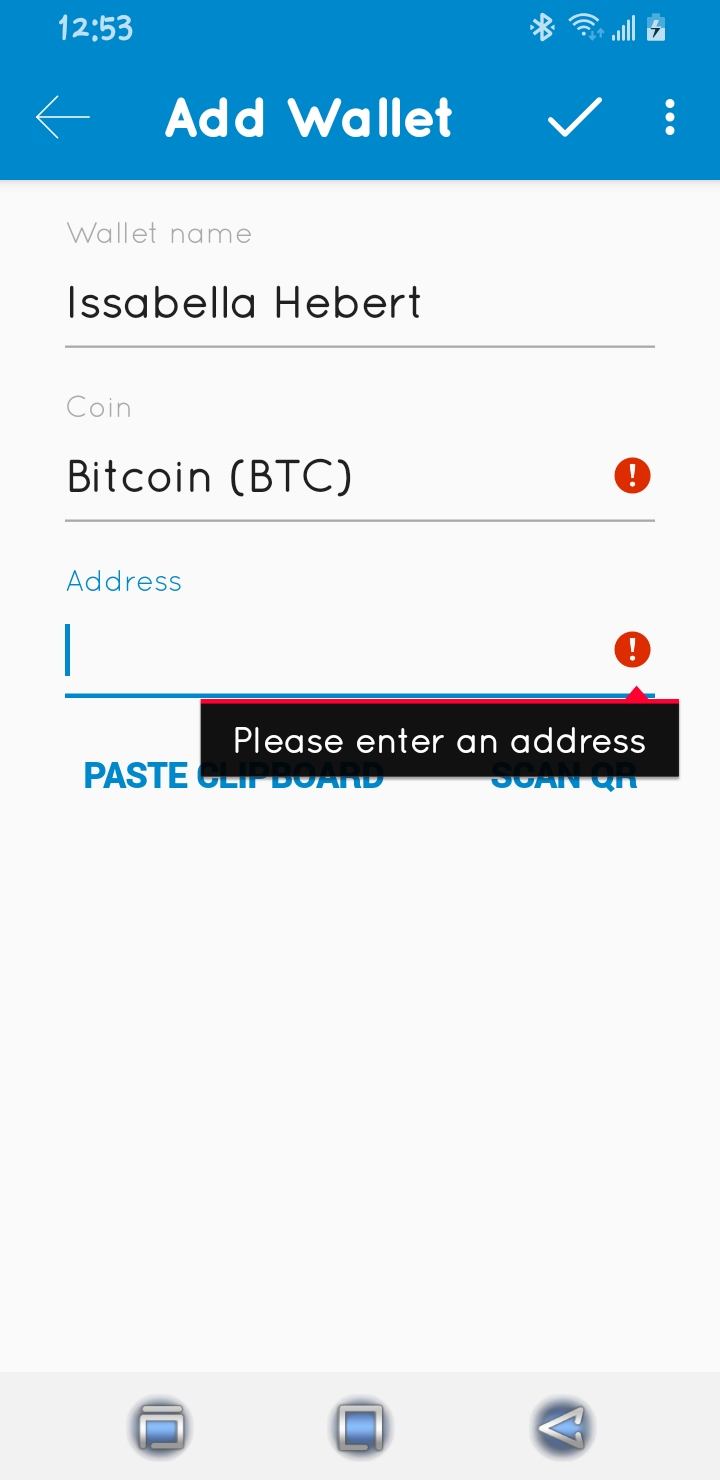 12:53
Add Wallet
Wallet name
Issabella Hebert
Coin
Bitcoin (BTC)
Address
Please enter an address
PASTE CLIPBOARD SCAN QR